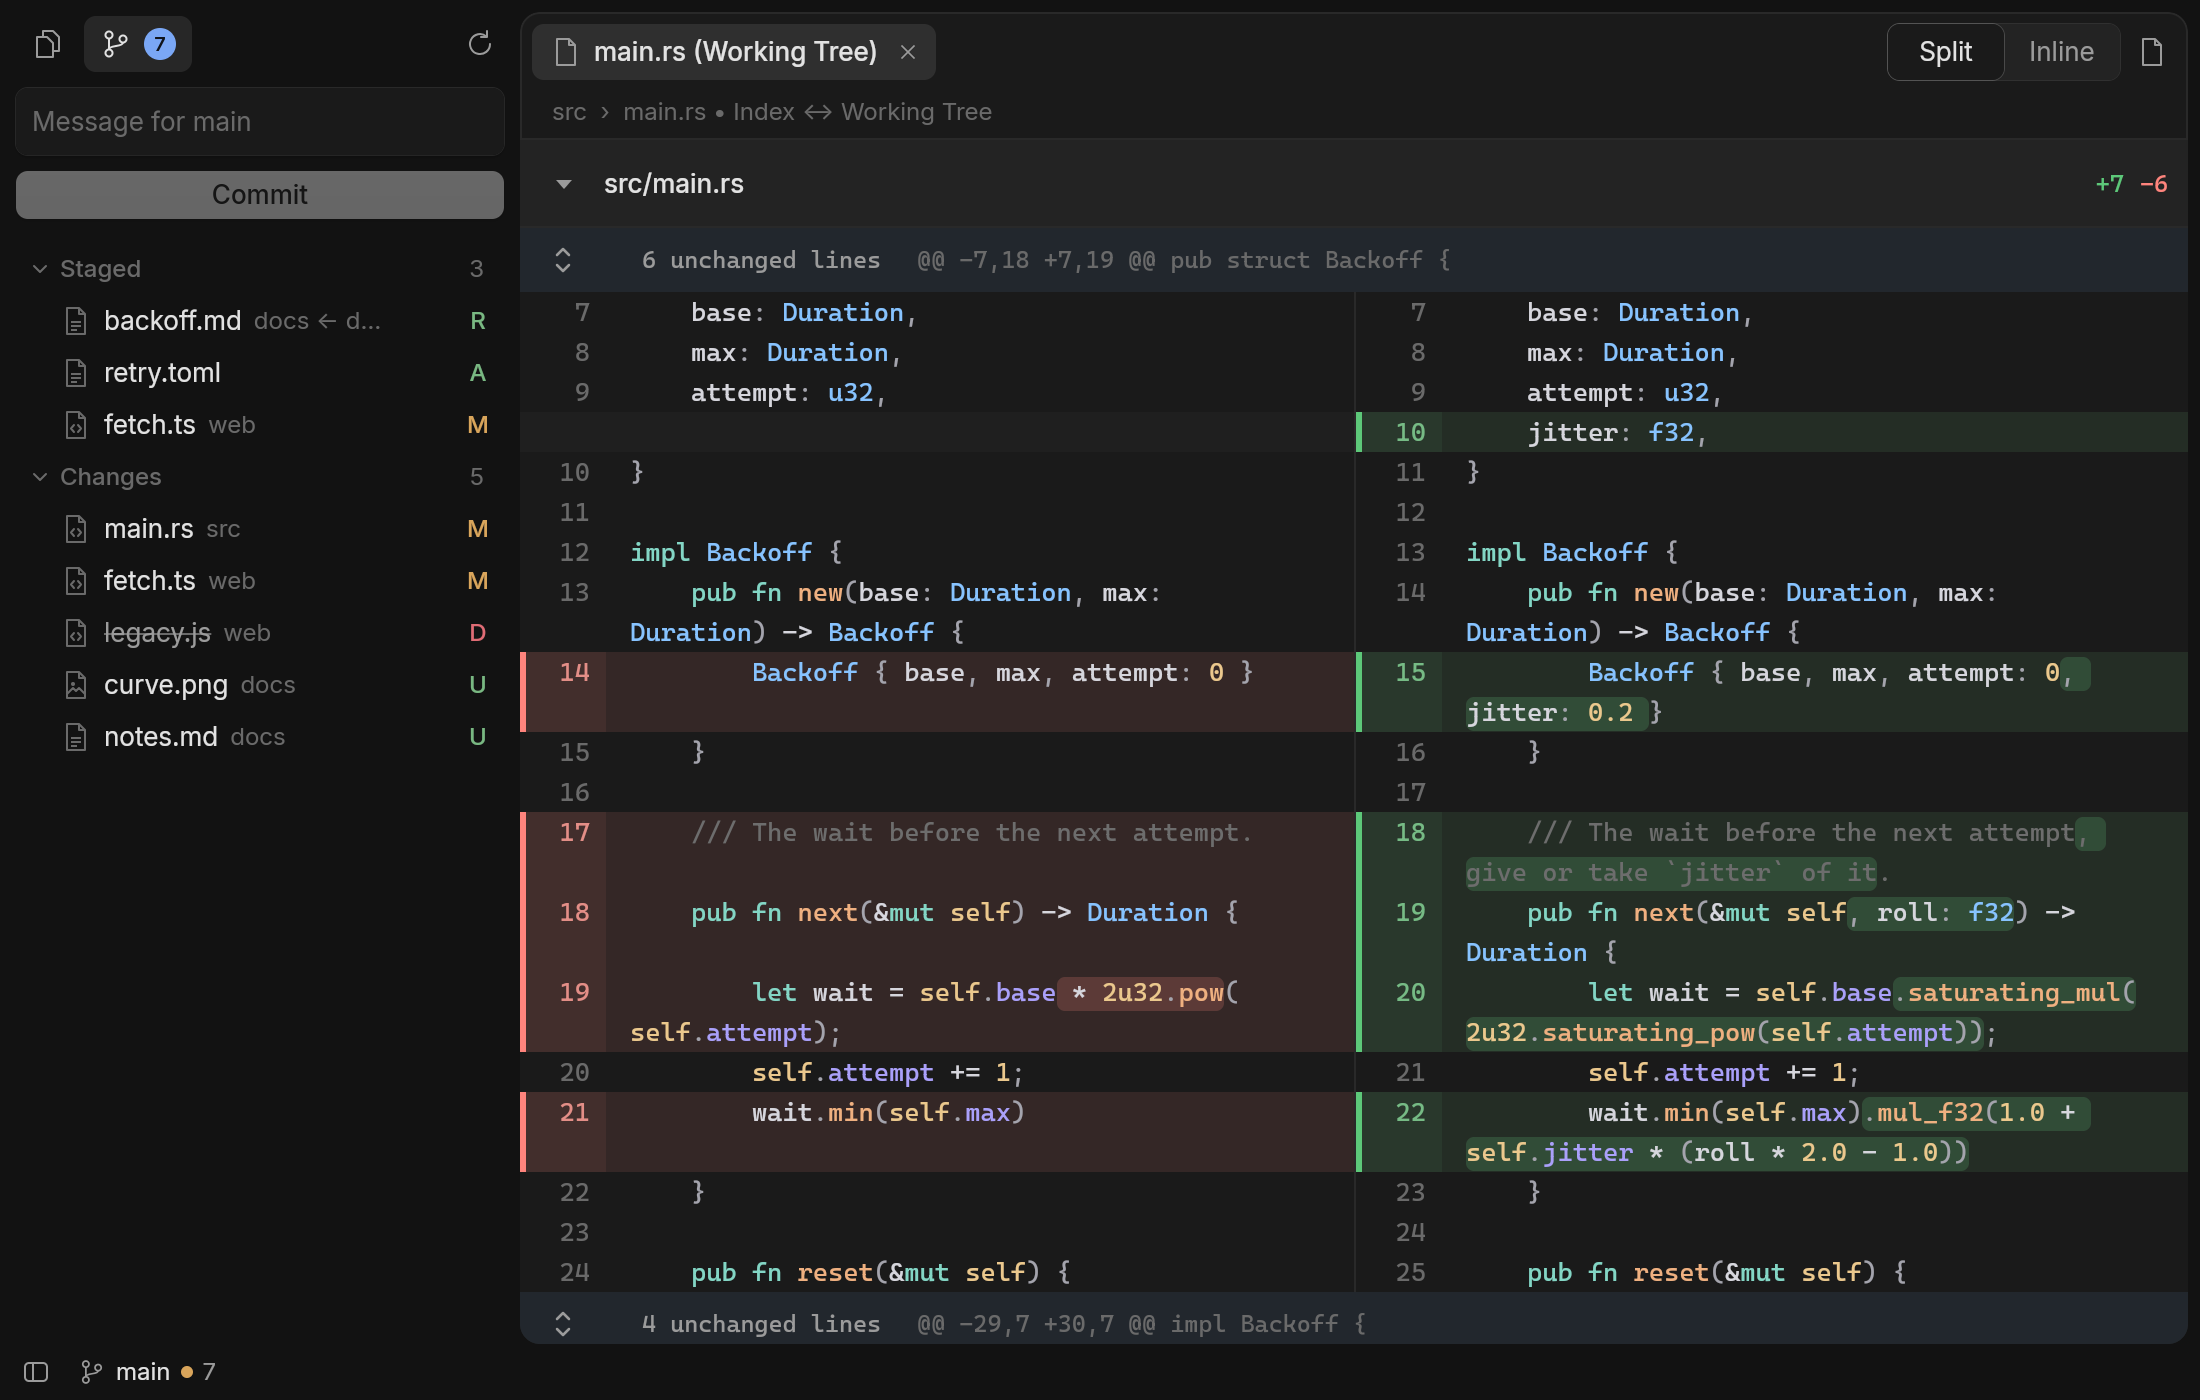 7
Message for main
Commit
Staged 3
backoff.md docs ← d... R
retry.toml A
fetch.ts web M
Changes 5
main.rs src M
fetch.ts web M
legacy.js web D
curve.png docs U
notes.md docs U
main • 7
main.rs (Working Tree) ×
Split Inline
src › main.rs • Index ↔ Working Tree
src/main.rs +7 −6
6 unchanged lines @@ −7,18 +7,19 @@ pub struct Backoff {
7 base: Duration,
8 max: Duration,
9 attempt: u32,
10 }
11
12 impl Backoff {
13 pub fn new(base: Duration, max:
Duration) -> Backoff {
14 Backoff { base, max, attempt: 0 }
15 }
16
17 /// The wait before the next attempt.
18 pub fn next(&mut self) -> Duration {
19 let wait = self.base * 2u32.pow(
self.attempt);
20 self.attempt += 1;
21 wait.min(self.max)
22 }
23
24 pub fn reset(&mut self) {
7 base: Duration,
8 max: Duration,
9 attempt: u32,
10 jitter: f32,
11 }
12
13 impl Backoff {
14 pub fn new(base: Duration, max:
Duration) -> Backoff {
15 Backoff { base, max, attempt: 0,
jitter: 0.2 }
16 }
17
18 /// The wait before the next attempt,
give or take `jitter` of it.
19 pub fn next(&mut self, roll: f32) ->
Duration {
20 let wait = self.base.saturating_mul(
2u32.saturating_pow(self.attempt));
21 self.attempt += 1;
22 wait.min(self.max).mul_f32(1.0 +
self.jitter * (roll * 2.0 - 1.0))
23 }
24
25 pub fn reset(&mut self) {
4 unchanged lines @@ −29,7 +30,7 @@ impl Backoff {